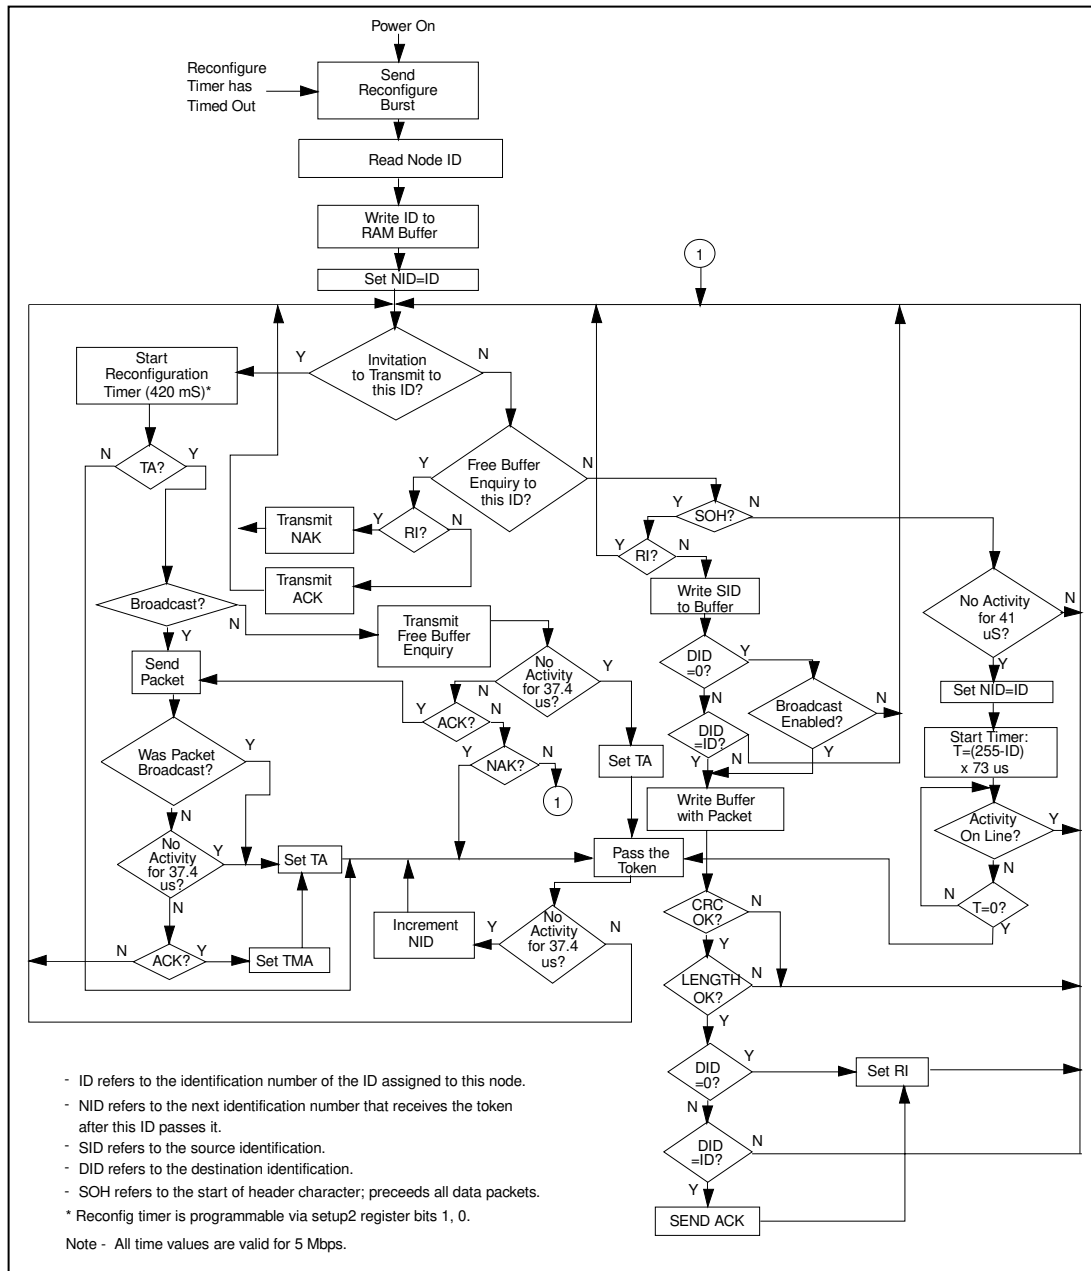 Power On
Reconfigure
Timer has
Timed Out
Send
Reconfigure
Burst
Read Node ID
Write ID to
RAM Buffer
1
Set NID=ID
Start
Reconfiguration
Timer (420 mS)*
Y
Invitation
to Transmit to
this ID?
N
N
TA?
Y
Y
Free Buffer
Enquiry to
this ID?
N
Transmit
NAK
Y
RI?
N
Y
SOH?
N
Y
RI?
N
Transmit
ACK
Write SID
to Buffer
Broadcast?
N
Y
Transmit
Free Buffer
Enquiry
No Activity
for 41
uS?
N
Y
Send
Packet
No
Activity
for 37.4
us?
N
Y
DID
=0?
Y
N
Set NID=ID
Y
ACK?
N
DID
=ID?
N
Y
Broadcast
Enabled?
N
Y
Start Timer:
T=(255-ID)
x 73 us
Was Packet
Broadcast?
Y
N
Y
NAK?
N
1
Set TA
Write Buffer
with Packet
Activity
On Line?
Y
N
No
Activity
for 37.4
us?
Y
N
Set TA
Pass the
Token
N
T=0?
Y
Increment
NID
Y
No
Activity
for 37.4
us?
N
CRC
OK?
N
Y
N
ACK?
Y
Set TMA
LENGTH
OK?
N
Y
DID
=0?
Y
N
Set RI
DID
=ID?
N
Y
SEND ACK
- ID refers to the identification number of the ID assigned to this node.
- NID refers to the next identification number that receives the token
after this ID passes it.
- SID refers to the source identification.
- DID refers to the destination identification.
- SOH refers to the start of header character; preceeds all data packets.
* Reconfig timer is programmable via setup2 register bits 1, 0.
Note - All time values are valid for 5 Mbps.